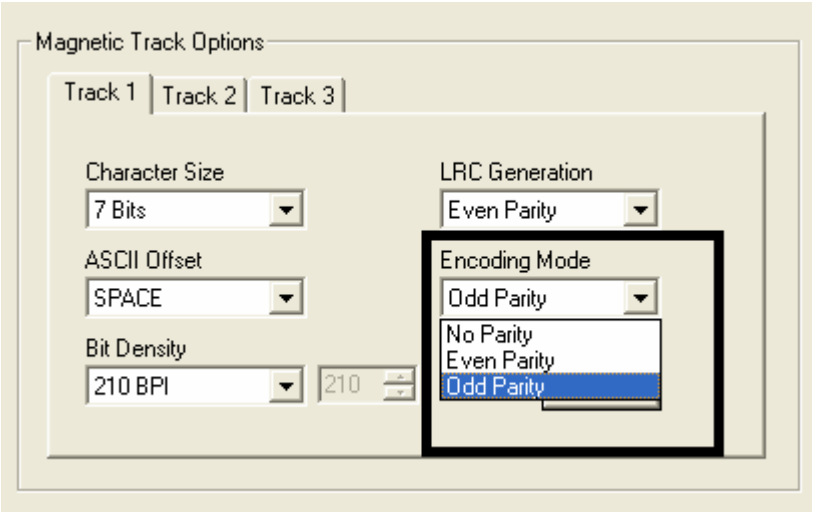 Magnetic Track Options
Track 1 Track 2 Track 3
Character Size
7 Bits
LRC Generation
Even Parity
ASCII Offset
SPACE
Encoding Mode
Odd Parity
No Parity
Even Parity
Odd Parity
Bit Density
210 BPI
210